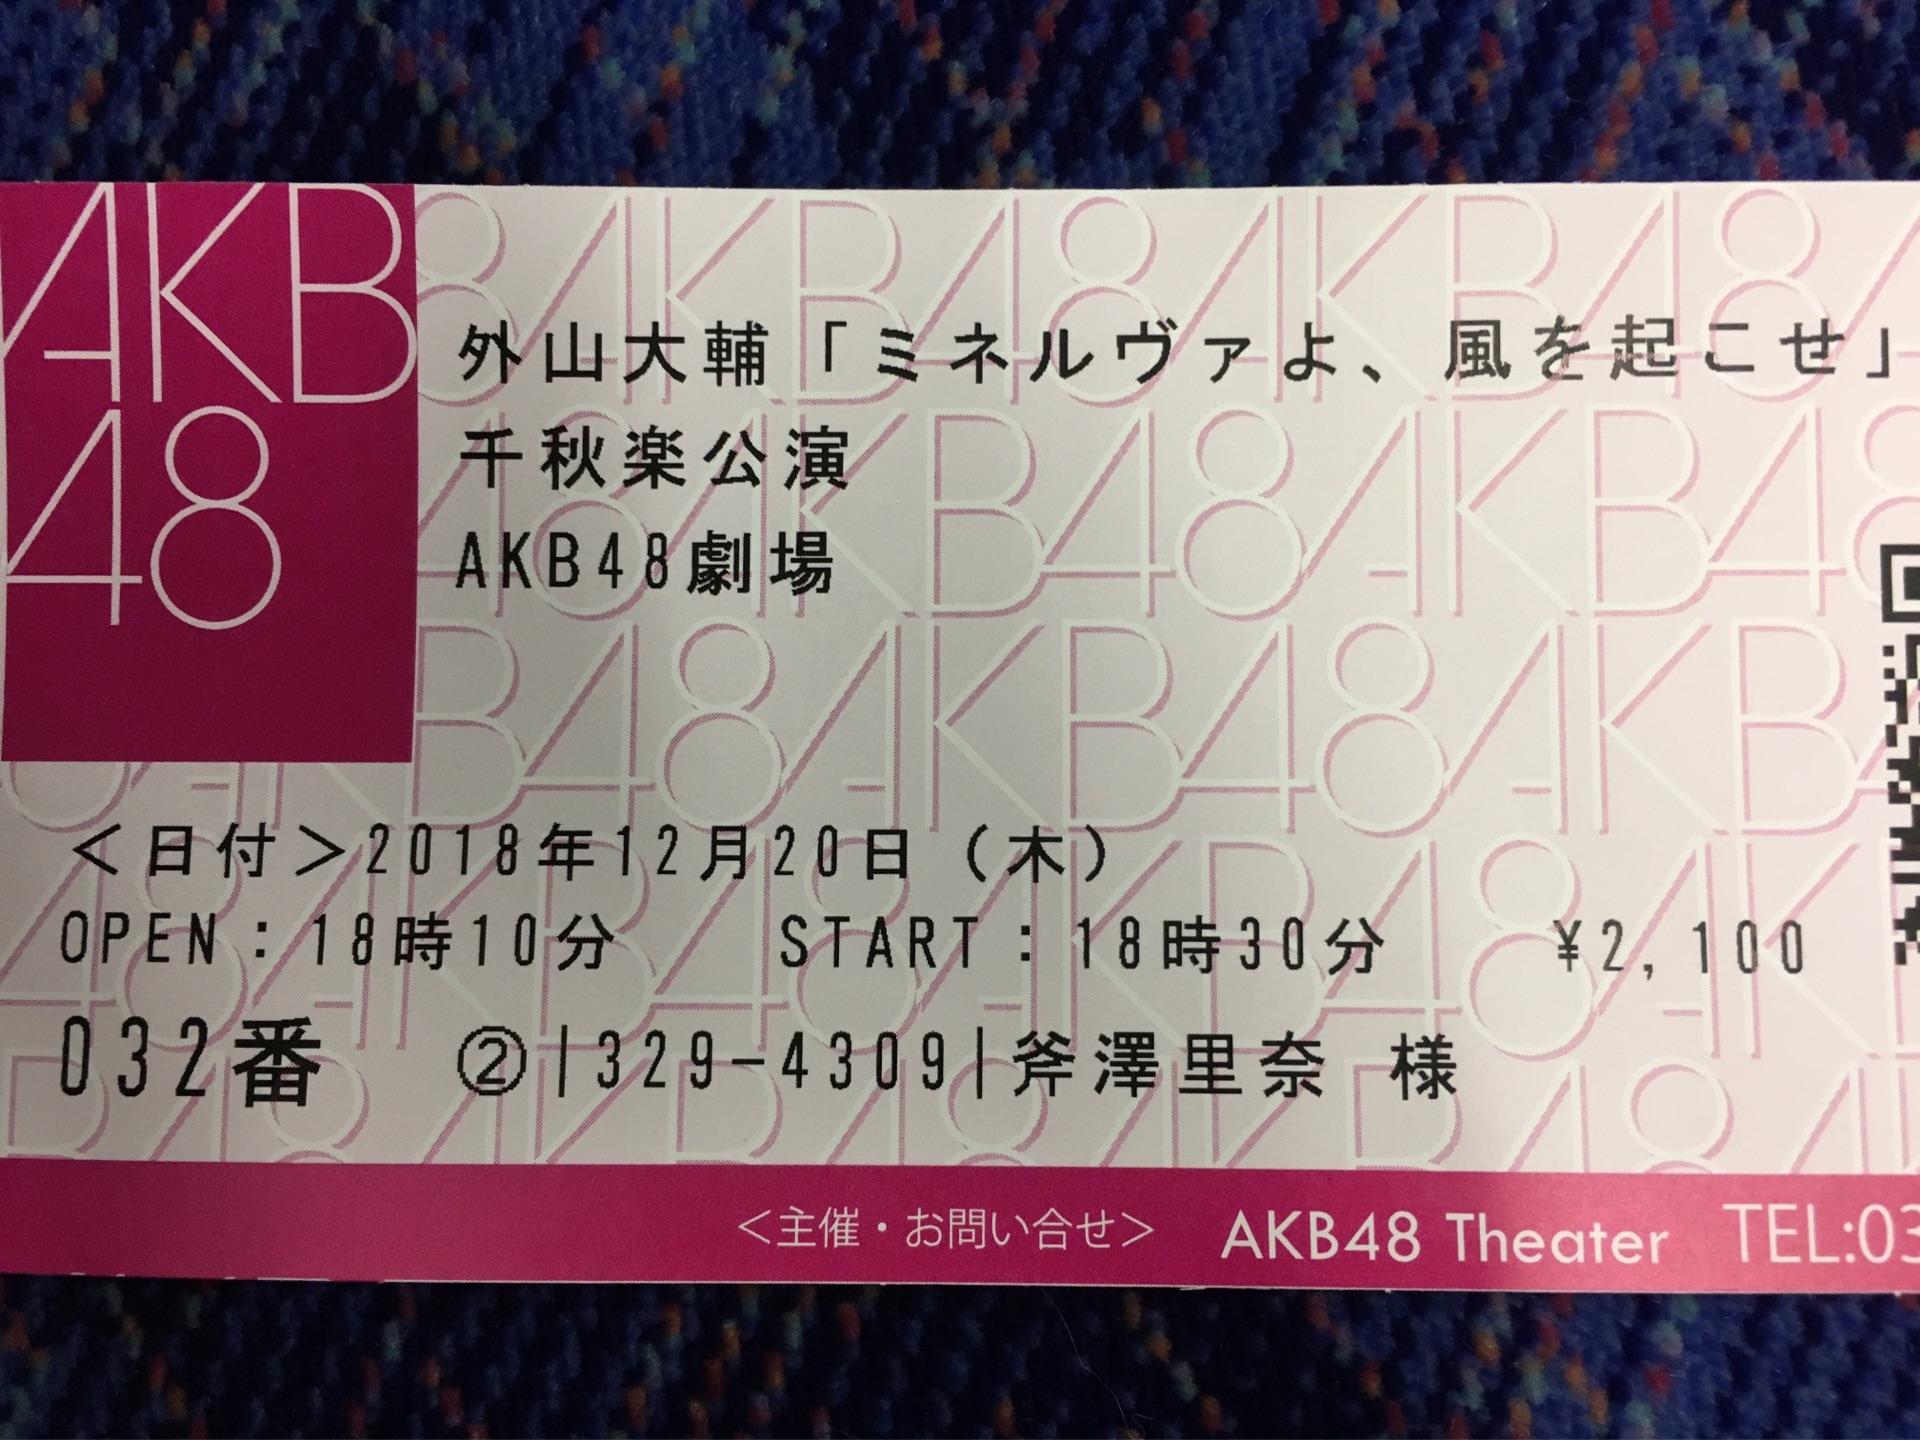 AKB
48
外山大輔「ミネルヴァよ、風を起こせ」
千秋楽公演
AKB48劇場
＜日付＞2018年12月20日（木）
OPEN：18時10分 START：18時30分 ¥2,100
032番 ②|329-4309|斧澤里奈 様
＜主催・お問い合せ＞ AKB48 Theater TEL:03